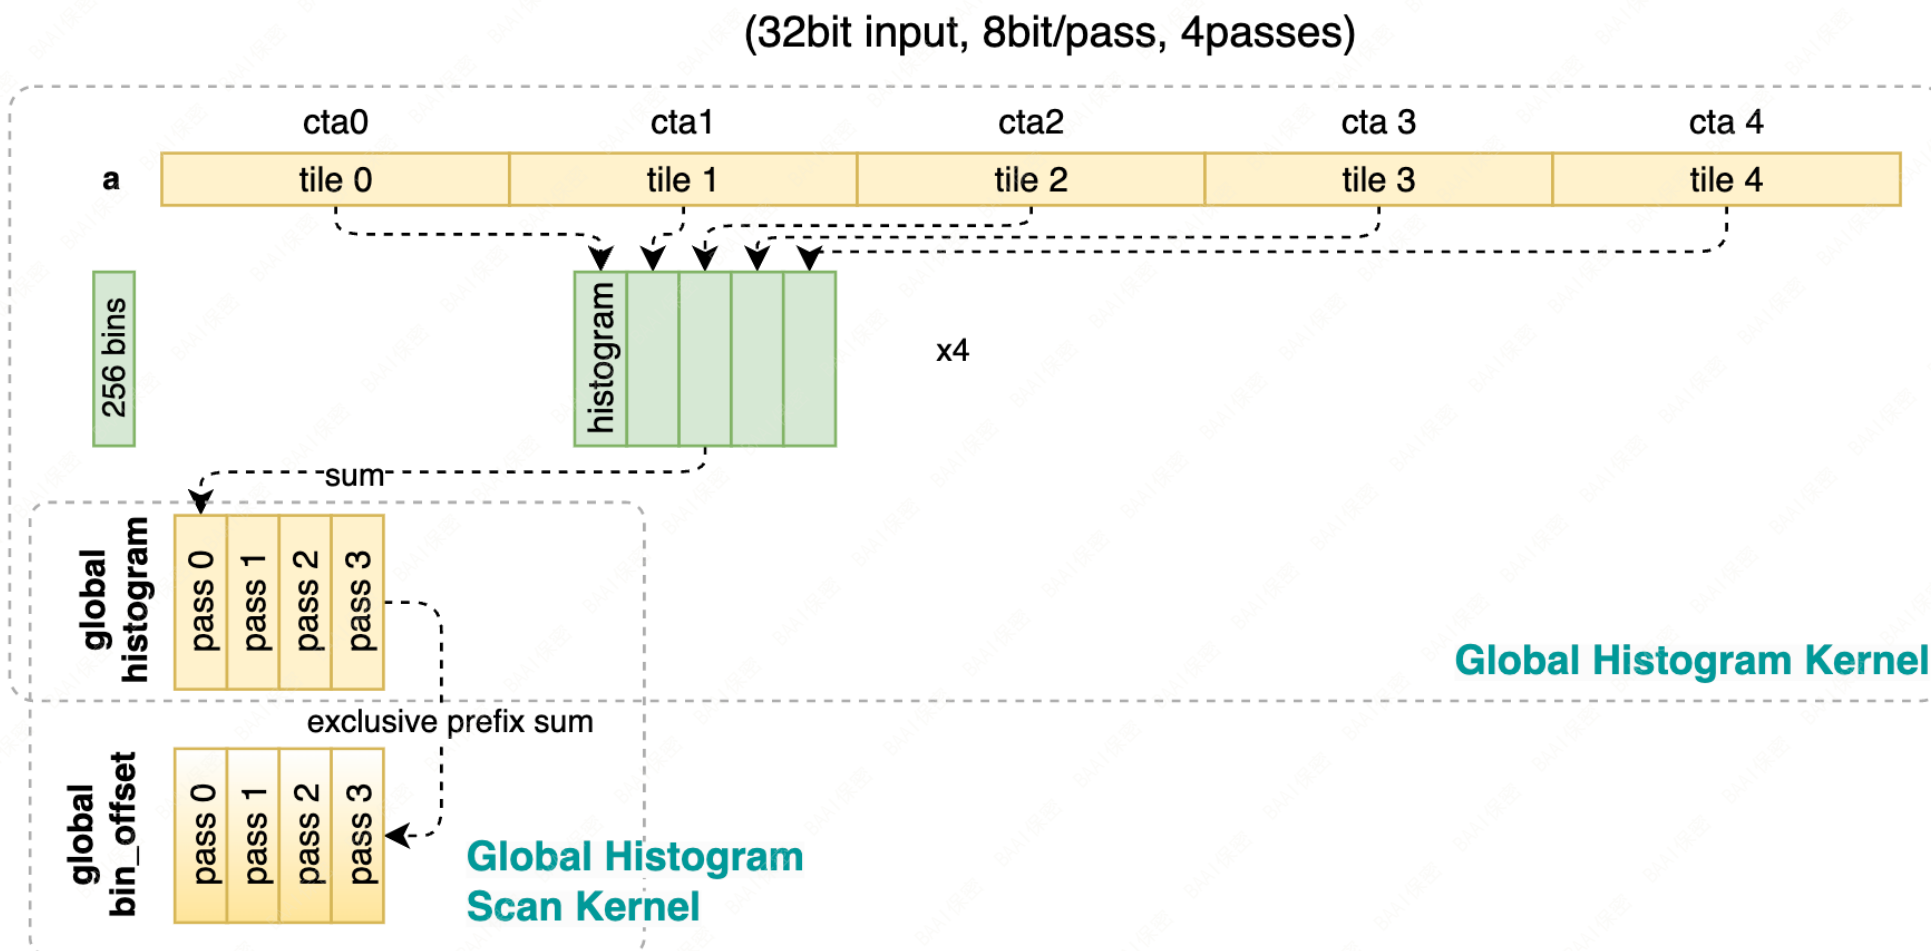 (32bit input, 8bit/pass, 4passes)
cta0
cta1
cta2
cta 3
cta 4
a
tile 0
tile 1
tile 2
tile 3
tile 4
256 bins
histogram
x4
sum
global
histogram
pass 0
pass 1
pass 2
pass 3
Global Histogram Kernel
exclusive prefix sum
global
bin_offset
pass 0
pass 1
pass 2
pass 3
Global Histogram
Scan Kernel